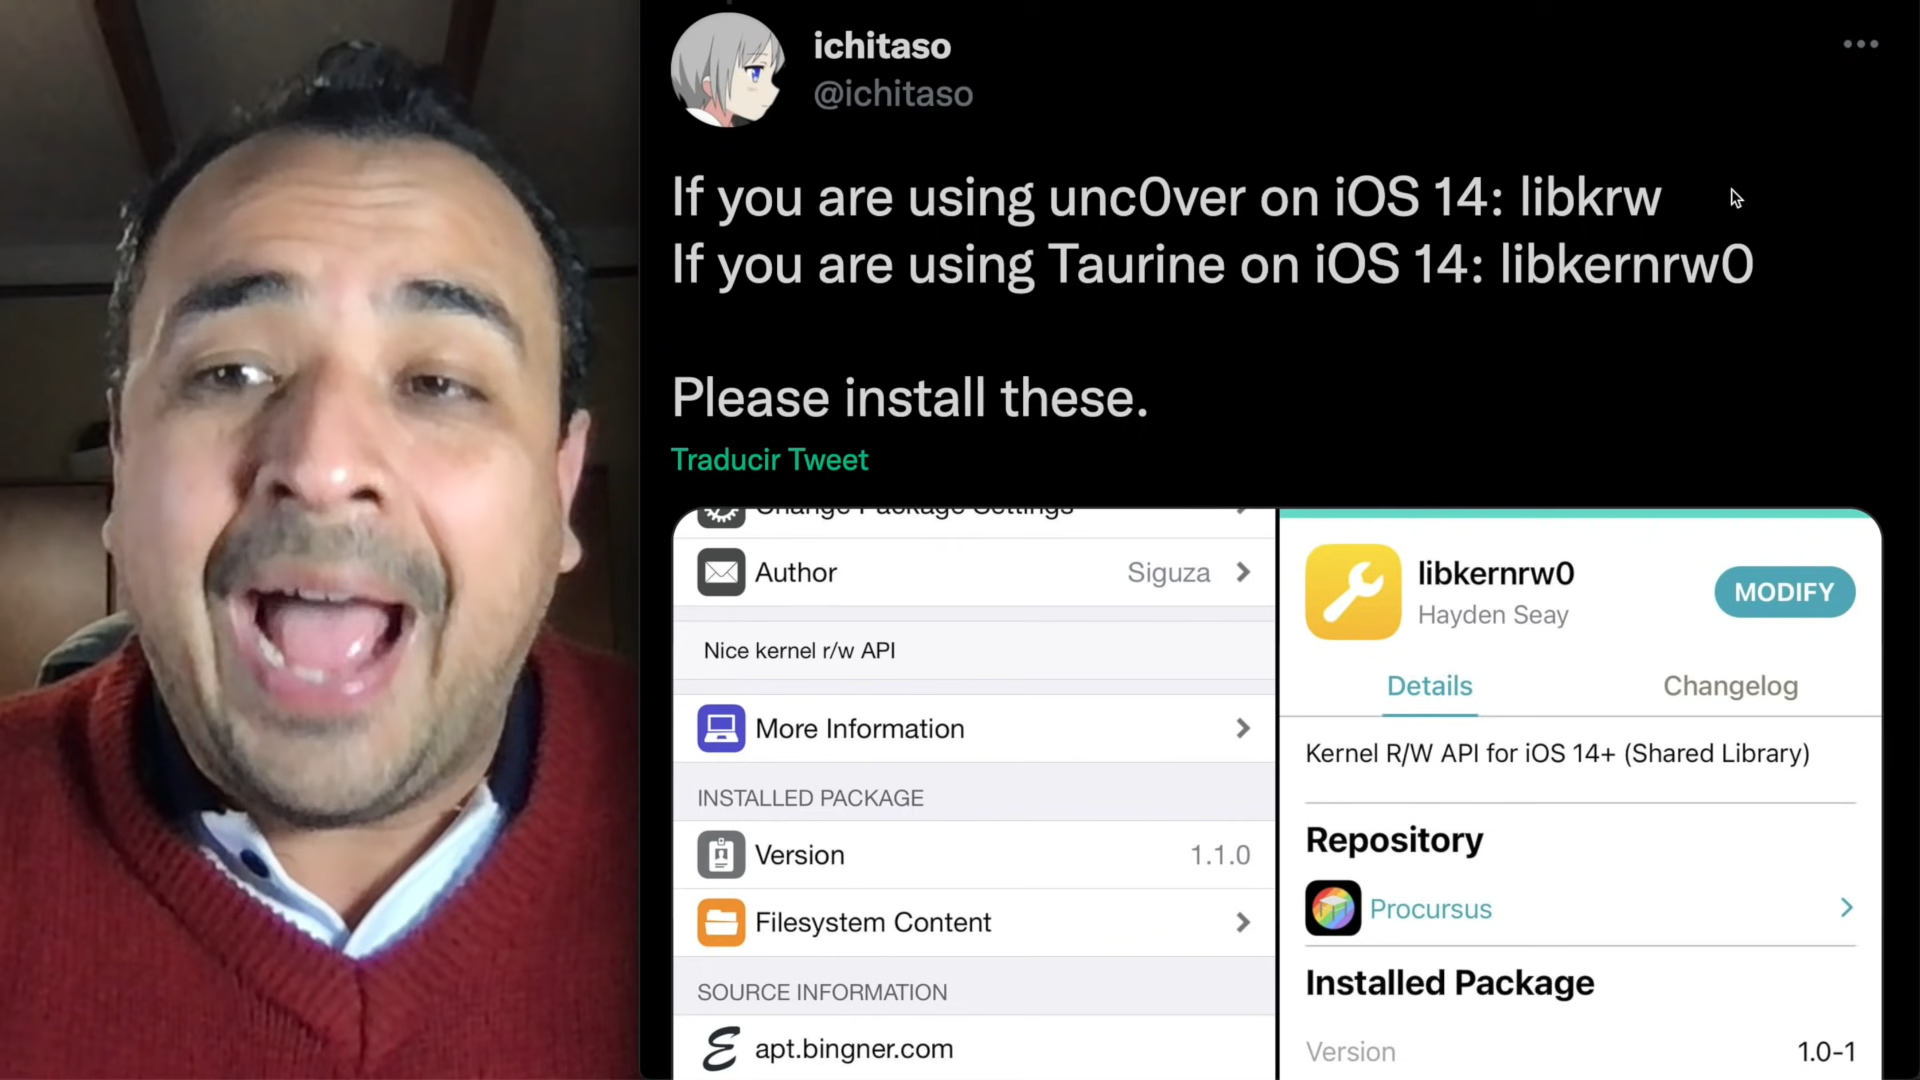 ichitaso
@ichitaso
If you are using unc0ver on iOS 14: libkrw
If you are using Taurine on iOS 14: libkernrw0
Please install these.
Traducir Tweet
Change Package Settings
Author Siguza
Nice kernel r/w API
More Information
INSTALLED PACKAGE
Version 1.1.0
Filesystem Content
SOURCE INFORMATION
apt.bingner.com
libkernrw0
Hayden Seay
MODIFY
Details Changelog
Kernel R/W API for iOS 14+ (Shared Library)
Repository
Procursus
Installed Package
Version 1.0-1